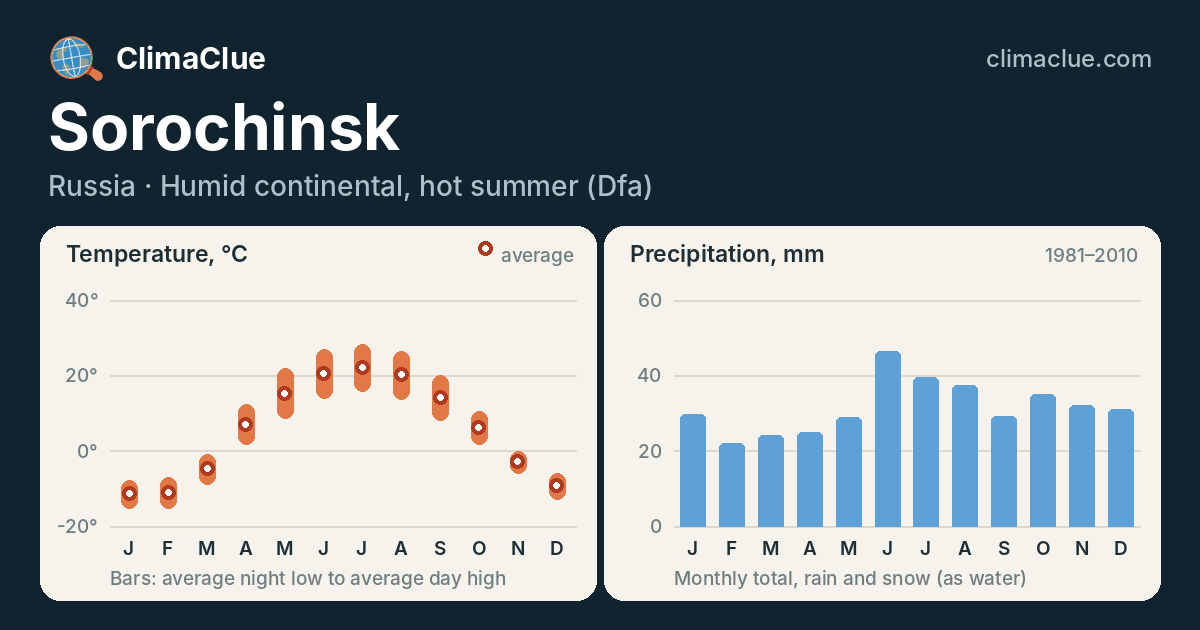 ClimaClue
climaclue.com
Sorochinsk
Russia · Humid continental, hot summer (Dfa)
Temperature, °C
average
40°
20°
0°
-20°
J F M A M J J A S O N D
Bars: average night low to average day high
Precipitation, mm
1981–2010
60
40
20
0
J F M A M J J A S O N D
Monthly total, rain and snow (as water)